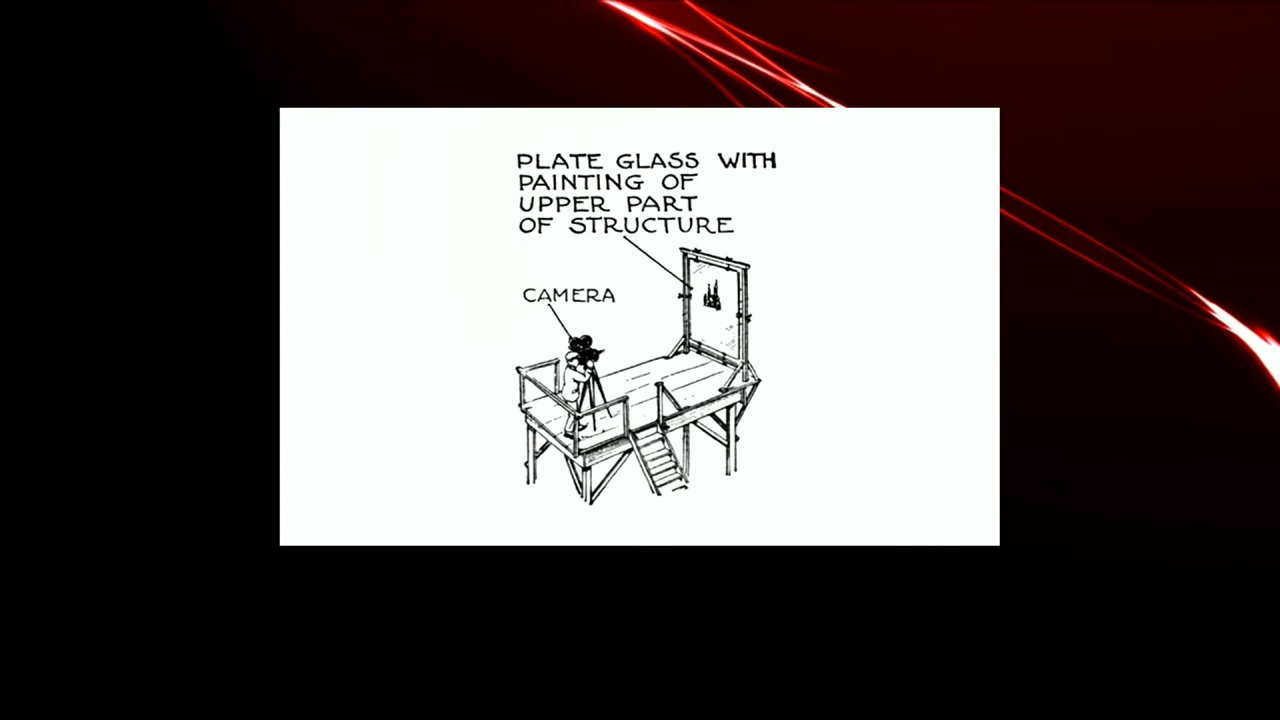 PLATE GLASS WITH
PAINTING OF
UPPER PART
OF STRUCTURE
CAMERA